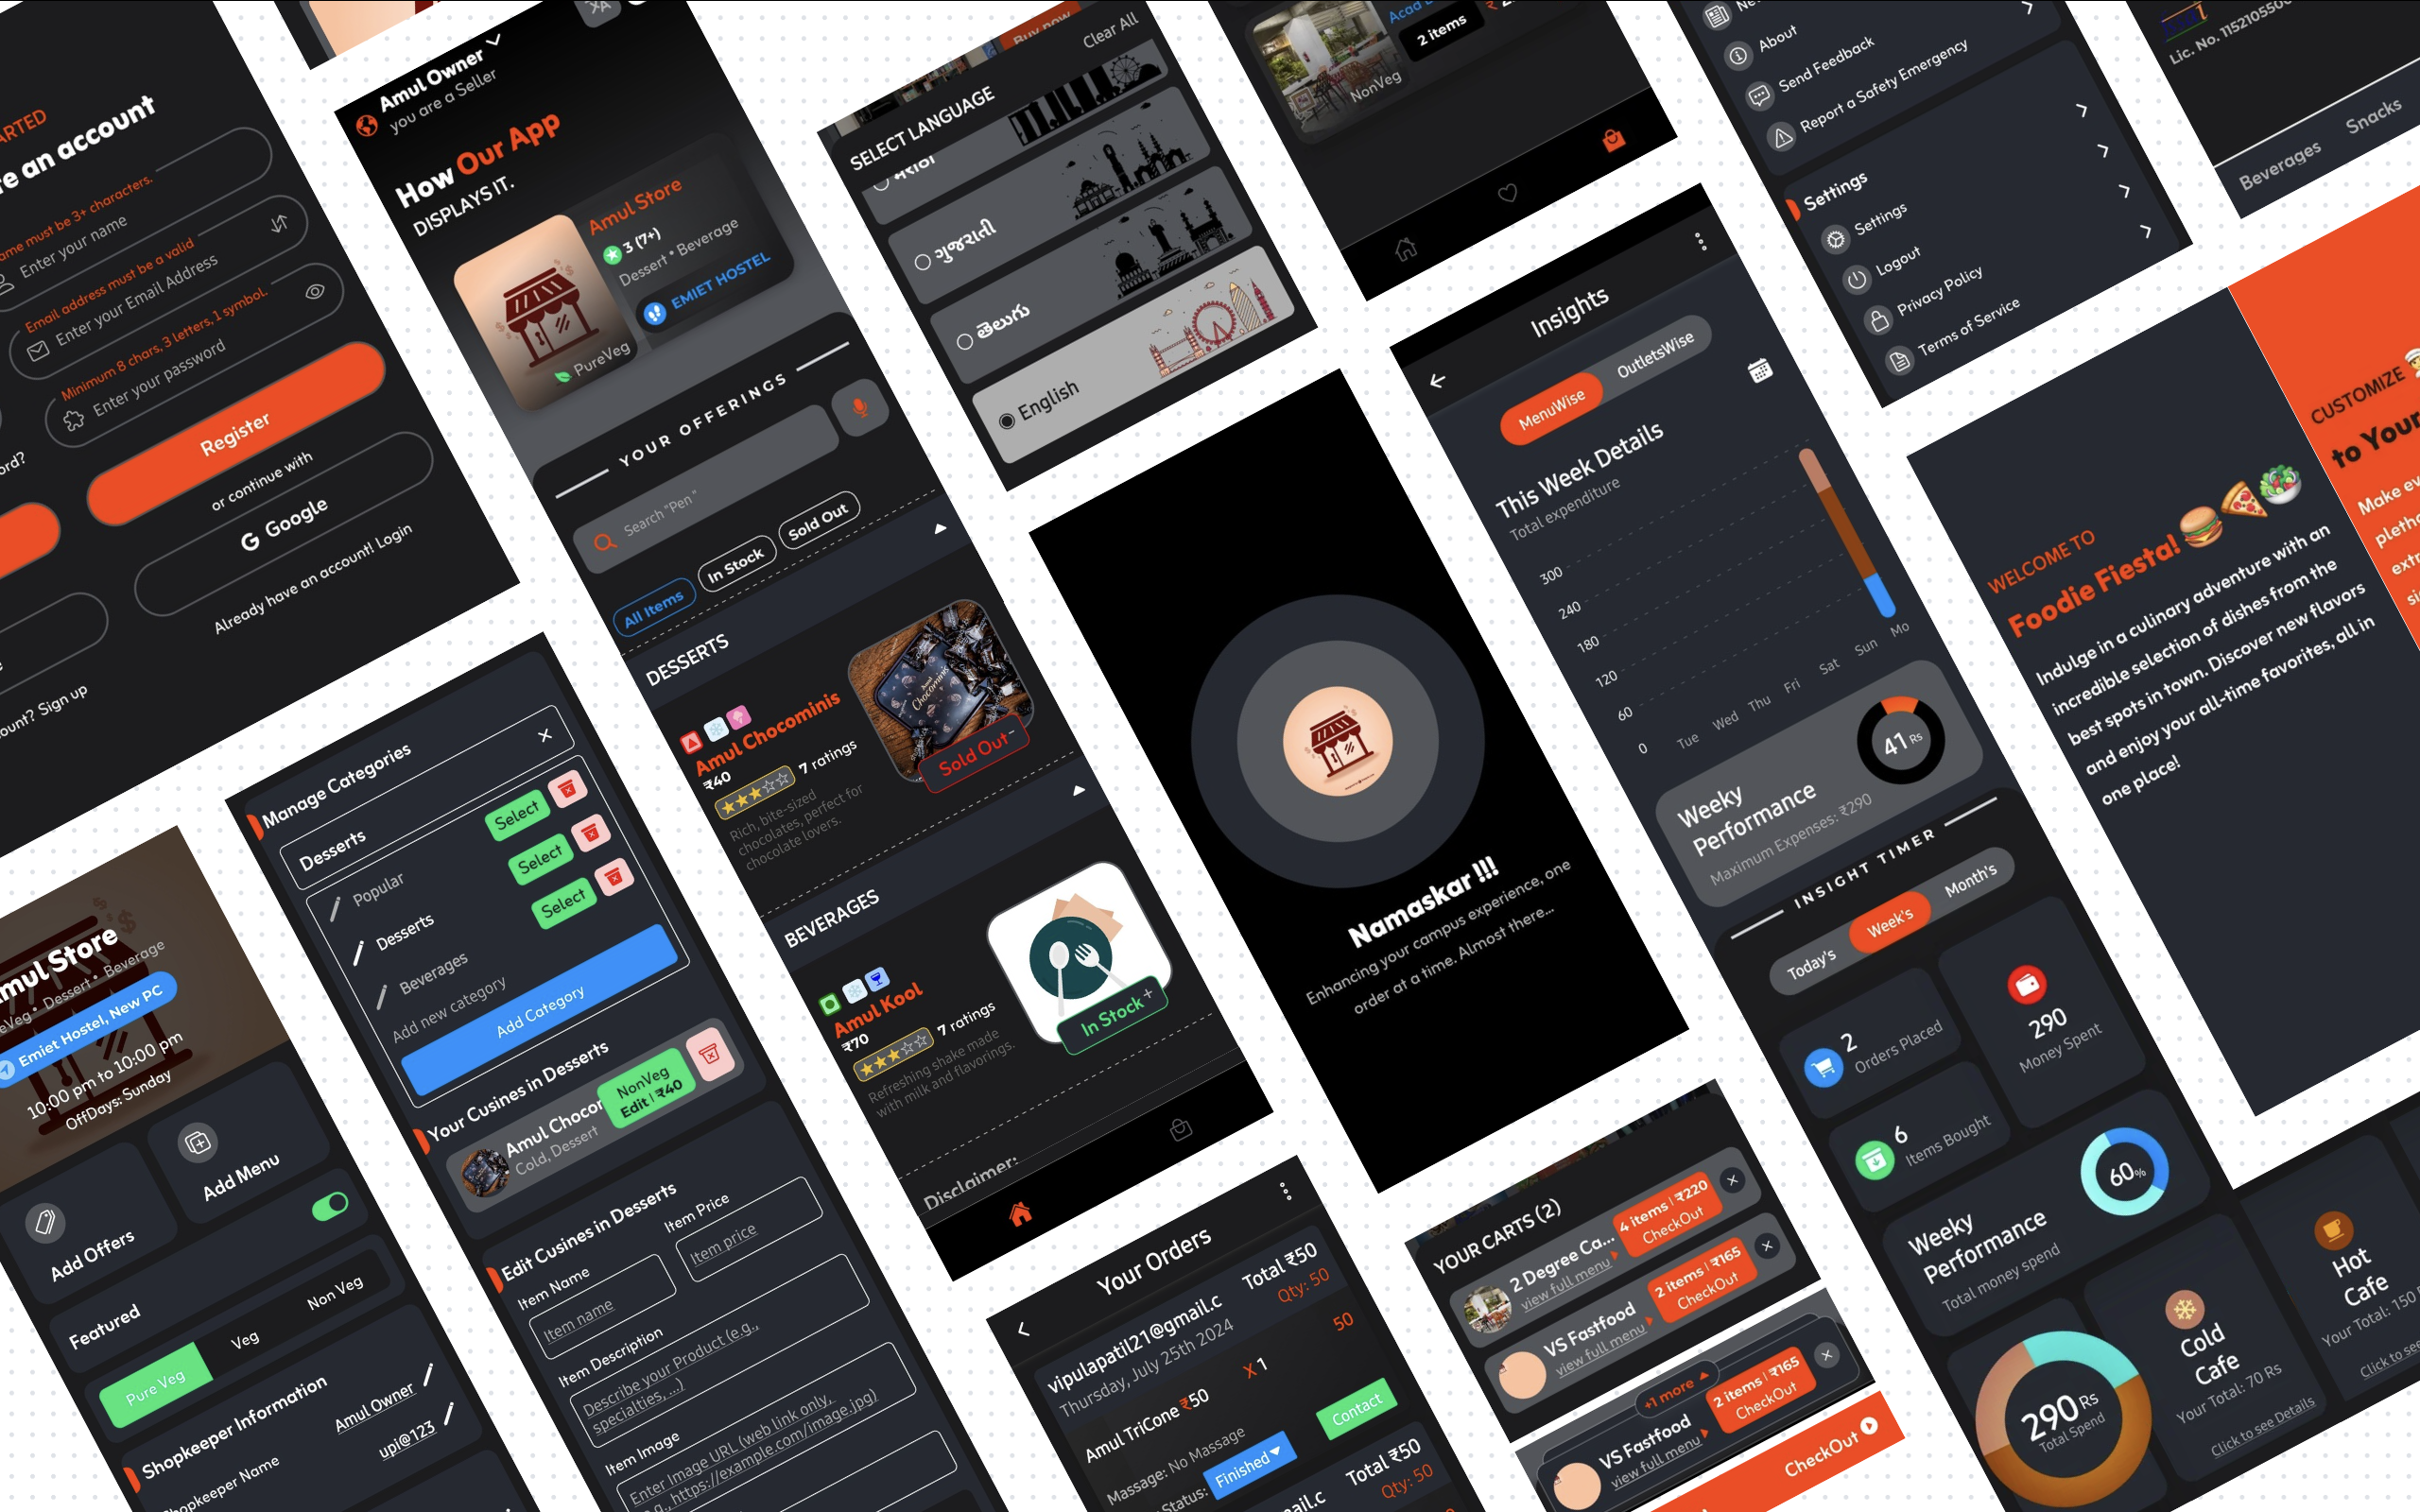 ARTED
e an account
ame must be 3+ characters.
Enter your name
Email address must be a valid
Enter your Email Address
Minimum 8 chars, 3 letters, 1 symbol.
Enter your password
Register
or continue with
G Google
Already have an account! Login
ord?
ount? Sign up
Amul Owner
you are a Seller
How Our App
DISPLAYS IT.
Amul Store
3 (7+)
Dessert * Beverage
EMIET HOSTEL
PureVeg
YOUR OFFERINGS
Search "Pen"
All Items
In Stock
Sold Out
DESSERTS
Amul Chocominis
₹40
7 ratings
Rich, bite-sized
chocolates, perfect for
chocolate lovers.
Sold Out-
BEVERAGES
Amul Kool
₹70
7 ratings
Refreshing shake made
with milk and flavorings.
In Stock+
Disclaimer:
Buy now
Clear All
SELECT LANGUAGE
मराठी
ગુજરાતી
తెలుగు
English
Acad
2 items
NonVeg
About
Send Feedback
Report a Safety Emergency
Settings
Settings
Logout
Privacy Policy
Terms of Service
Lic. No. 115210550
Beverages
Snacks
Insights
MenuWise
OutletsWise
This Week Details
Total expenditure
300
240
180
120
60
0
Tue
Wed
Thu
Fri
Sat
Sun
Mo
Weeky
Performance
Maximum Expenses: ₹290
41 Rs
INSIGHT TIMER
Today's
Week's
Month's
2
Orders Placed
290
Money Spent
6
Items Bought
Weeky
Performance
Total money spend
60%
290 Rs
Total Spend
Cold
Cafe
Your Total: 70 Rs
Click to see Details
Hot
Cafe
Your Total: 150
Click to see
WELCOME TO
Foodie Fiesta!
Indulge in a culinary adventure with an
incredible selection of dishes from the
best spots in town. Discover new flavors
and enjoy your all-time favorites, all in
one place!
CUSTOMIZE
to Your
Make ev
pletho
extr
si
Namaskar !!!
Enhancing your campus experience, one
order at a time. Almost there...
Manage Categories
Desserts
Popular
Select
Desserts
Select
Beverages
Select
Add new category
Add Category
Your Cusines in Desserts
Amul Chocor
Cold, Dessert
NonVeg
Edit | ₹40
Edit Cusines in Desserts
Item Name
Item name
Item Price
Item price
Item Description
Describe your Product (e.g.,
specialties, ...)
Item Image
Enter Image URL (web link only,
e.g., https://example.com/image.jpg)
mul Store
eVeg • Dessert • Beverage
Emiet Hostel, New PC
10:00 pm to 10:00 pm
OffDays: Sunday
Add Offers
Add Menu
Featured
Pure Veg
Veg
Non Veg
Shopkeeper Information
hopkeeper Name
Amul Owner
upi@123
Your Orders
vipulapatil21@gmail.c
Thursday, July 25th 2024
Total ₹50
Qty: 50
Amul TriCone ₹50
X 1
50
Massage: No Massage
Status:
Finished
Contact
ail.c
Total ₹50
Qty: 50
YOUR CARTS (2)
2 Degree Ca...
view full menu
4 items | ₹220
CheckOut
VS Fastfood
view full menu
2 items | ₹165
CheckOut
+1 more
VS Fastfood
view full menu
2 items | ₹165
CheckOut
CheckOut